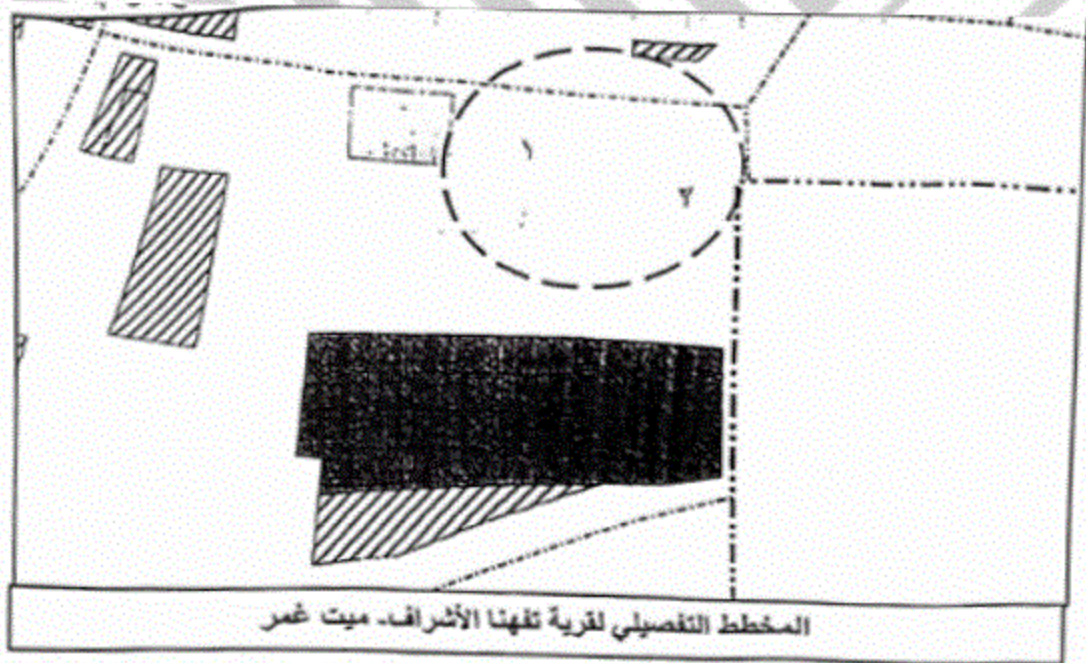 ١
٢
المخطط التفصيلي لقرية تفهنا الأشراف- ميت غمر